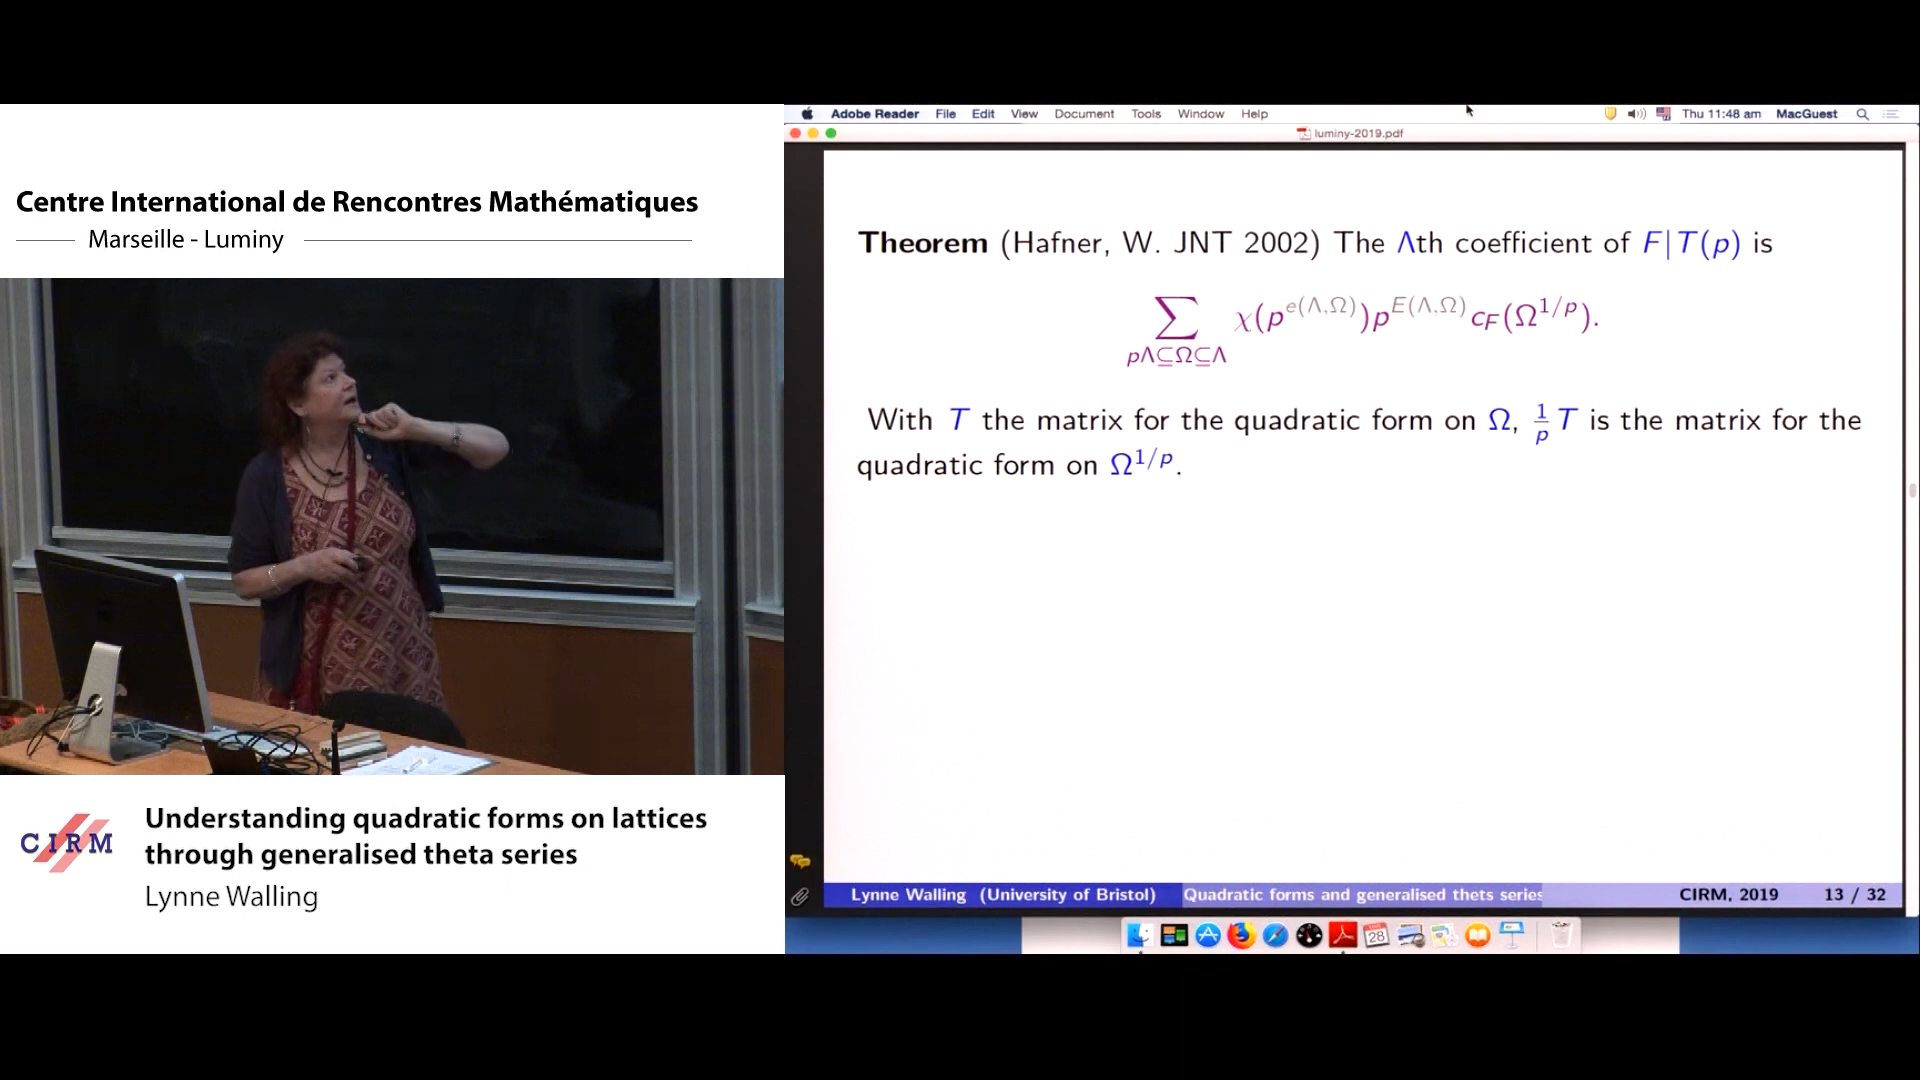 Centre International de Rencontres Mathématiques
Marseille - Luminy
Adobe Reader File Edit View Document Tools Window Help Thu 11:48 am MacGuest
luminy-2019.pdf
Theorem (Hafner, W. JNT 2002) The Λth coefficient of F|T(p) is
∑ χ(p^{e(Λ,Ω)})p^{E(Λ,Ω)} c_F(Ω^{1/p}).
pΛ⊆Ω⊆Λ
With T the matrix for the quadratic form on Ω, 1/p T is the matrix for the
quadratic form on Ω^{1/p}.
Lynne Walling (University of Bristol) Quadratic forms and generalised thets series CIRM, 2019 13 / 32
28
CIRM
Understanding quadratic forms on lattices
through generalised theta series
Lynne Walling